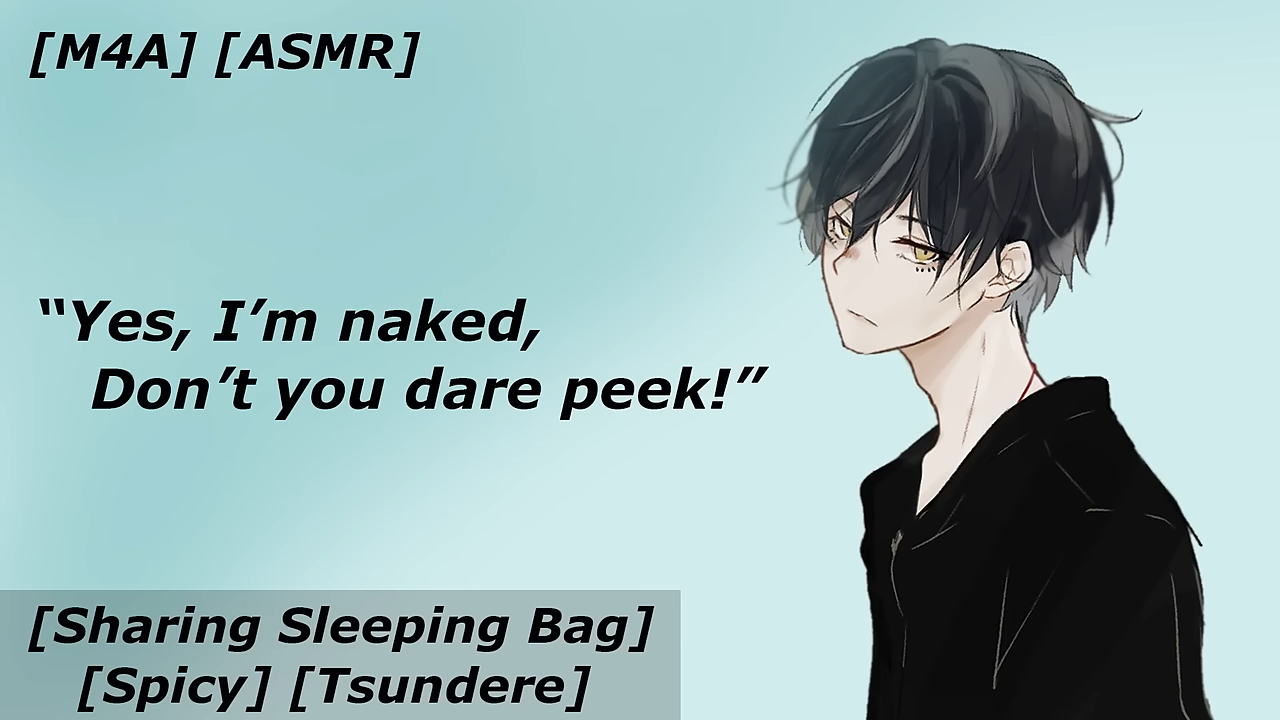 [M4A] [ASMR]
“Yes, I’m naked,
Don’t you dare peek!”
[Sharing Sleeping Bag]
[Spicy] [Tsundere]